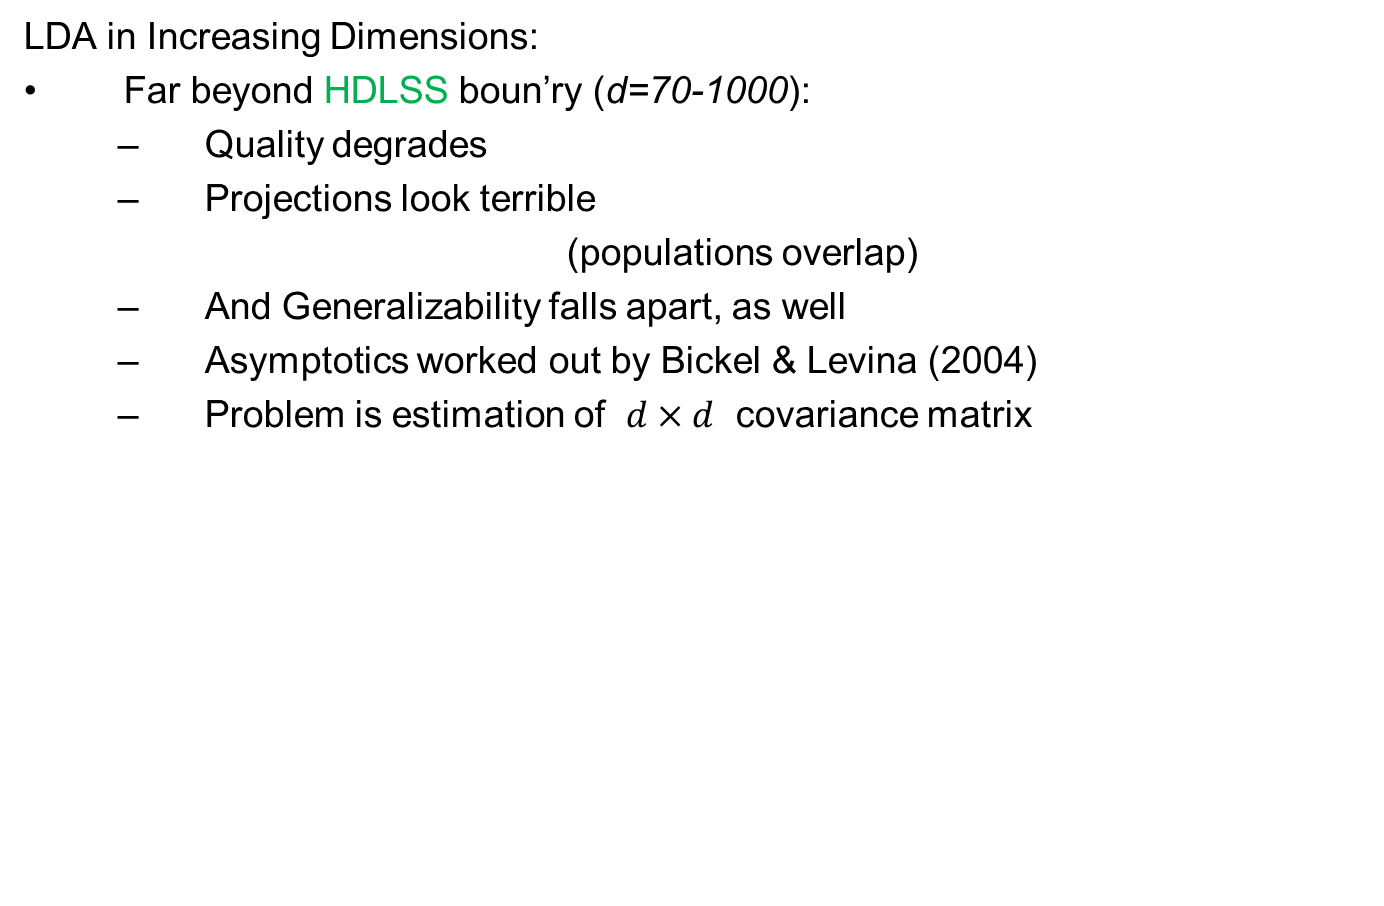 LDA in Increasing Dimensions:
• Far beyond HDLSS boun’ry (d=70-1000):
– Quality degrades
– Projections look terrible
(populations overlap)
– And Generalizability falls apart, as well
– Asymptotics worked out by Bickel & Levina (2004)
– Problem is estimation of 𝑑 × 𝑑 covariance matrix